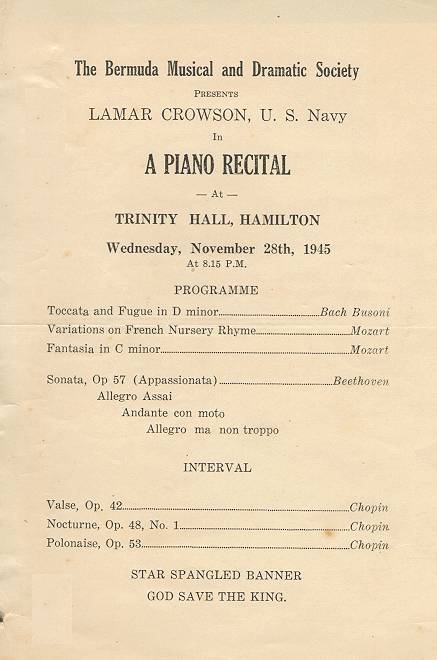 The Bermuda Musical and Dramatic Society
PRESENTS
LAMAR CROWSON, U. S. Navy
In
A PIANO RECITAL
— At —
TRINITY HALL, HAMILTON
Wednesday, November 28th, 1945
At 8.15 P.M.
PROGRAMME
Toccata and Fugue in D minor Bach Busoni
Variations on French Nursery Rhyme Mozart
Fantasia in C minor Mozart
Sonata, Op 57 (Appassionata) Beethoven
Allegro Assai
Andante con moto
Allegro ma non troppo
INTERVAL
Valse, Op. 42 Chopin
Nocturne, Op. 48, No. 1 Chopin
Polonaise, Op. 53 Chopin
STAR SPANGLED BANNER
GOD SAVE THE KING.